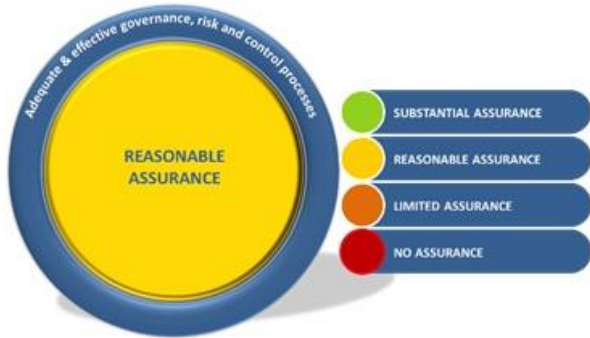 Adequate & effective governance, risk and control processes
REASONABLE
ASSURANCE
SUBSTANTIAL ASSURANCE
REASONABLE ASSURANCE
LIMITED ASSURANCE
NO ASSURANCE